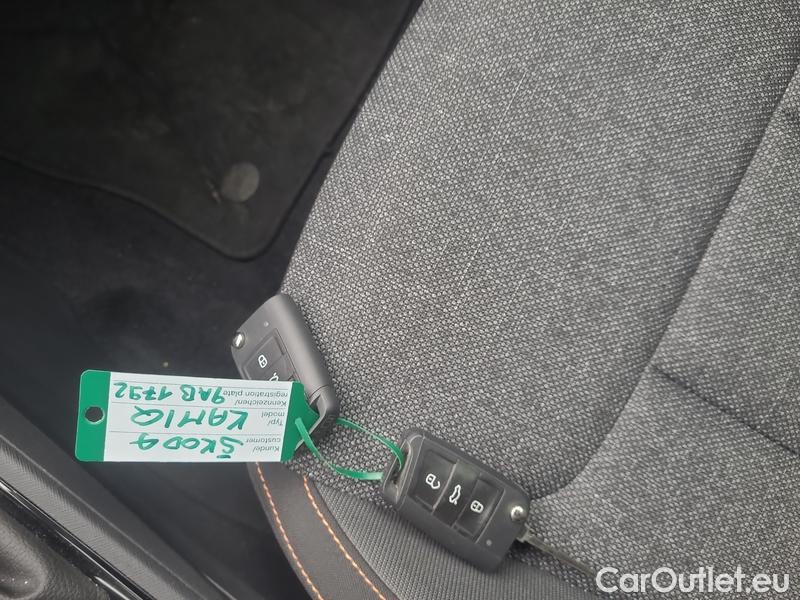 Kunde/ customer ŠKODA
Typ/ model KAMIQ
Kennzeichen/ registration plate 9AB 1792
CarOutlet.eu